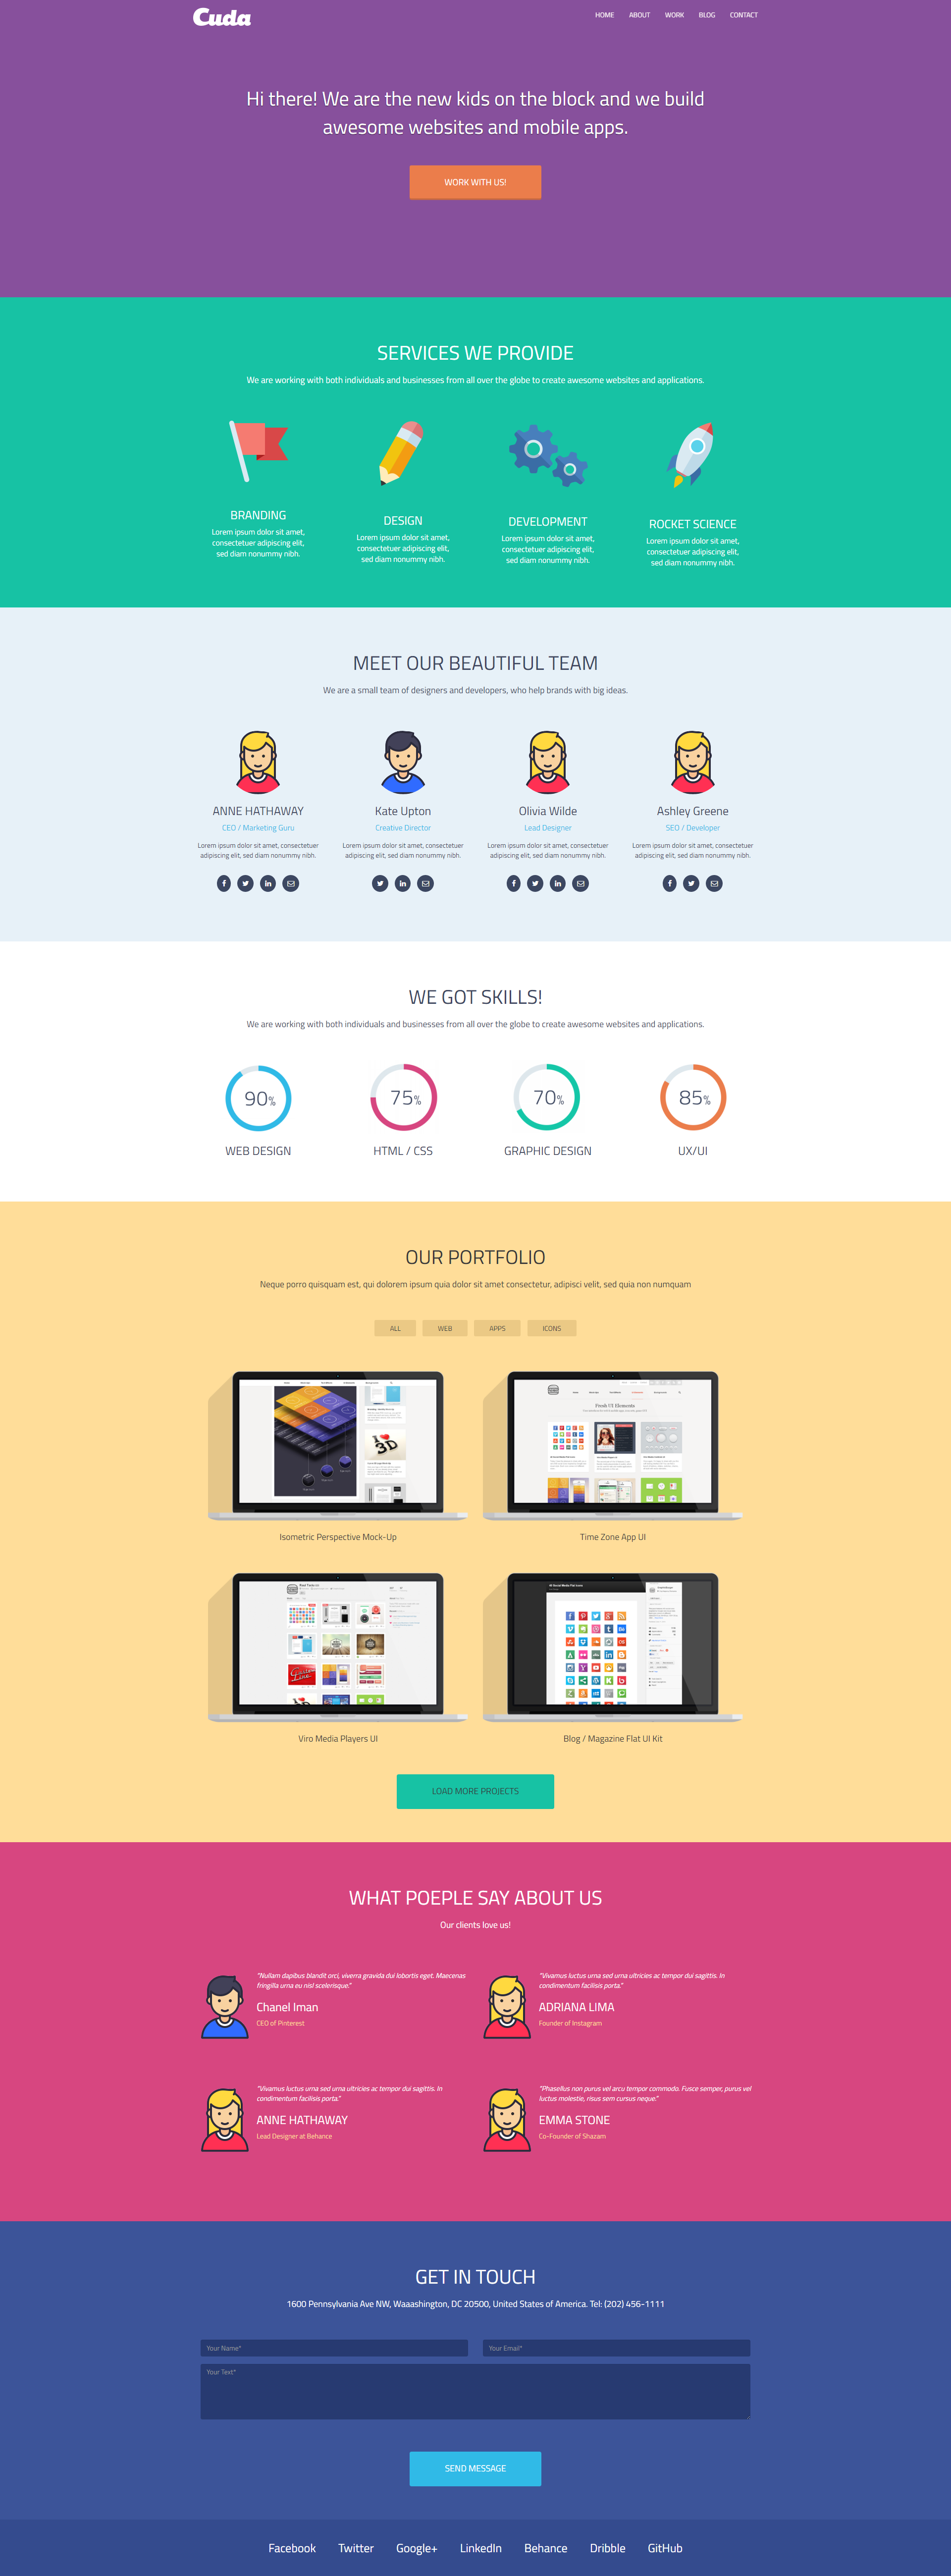 Cuda
HOME ABOUT WORK BLOG CONTACT
Hi there! We are the new kids on the block and we build
awesome websites and mobile apps.
WORK WITH US!
SERVICES WE PROVIDE
We are working with both individuals and businesses from all over the globe to create awesome websites and applications.
BRANDING
Lorem ipsum dolor sit amet,
consectetuer adipiscing elit,
sed diam nonummy nibh.
DESIGN
Lorem ipsum dolor sit amet,
consectetuer adipiscing elit,
sed diam nonummy nibh.
DEVELOPMENT
Lorem ipsum dolor sit amet,
consectetuer adipiscing elit,
sed diam nonummy nibh.
ROCKET SCIENCE
Lorem ipsum dolor sit amet,
consectetuer adipiscing elit,
sed diam nonummy nibh.
MEET OUR BEAUTIFUL TEAM
We are a small team of designers and developers, who help brands with big ideas.
ANNE HATHAWAY
CEO / Marketing Guru
Lorem ipsum dolor sit amet, consectetuer
adipiscing elit, sed diam nonummy nibh.
Kate Upton
Creative Director
Lorem ipsum dolor sit amet, consectetuer
adipiscing elit, sed diam nonummy nibh.
Olivia Wilde
Lead Designer
Lorem ipsum dolor sit amet, consectetuer
adipiscing elit, sed diam nonummy nibh.
Ashley Greene
SEO / Developer
Lorem ipsum dolor sit amet, consectetuer
adipiscing elit, sed diam nonummy nibh.
WE GOT SKILLS!
We are working with both individuals and businesses from all over the globe to create awesome websites and applications.
90%
WEB DESIGN
75%
HTML / CSS
70%
GRAPHIC DESIGN
85%
UX/UI
OUR PORTFOLIO
Neque porro quisquam est, qui dolorem ipsum quia dolor sit amet consectetur, adipisci velit, sed quia non numquam
ALL WEB APPS ICONS
I 3D
Isometric Perspective Mock-Up
Fresh UI Elements
Time Zone App UI
Viro Media Players UI
Blog / Magazine Flat UI Kit
LOAD MORE PROJECTS
WHAT POEPLE SAY ABOUT US
Our clients love us!
"Nullam dapibus blandit orci, viverra gravida dui lobortis eget. Maecenas
fringilla urna eu nisl scelerisque."
Chanel Iman
CEO of Pinterest
"Vivamus luctus urna sed urna ultricies ac tempor dui sagittis. In
condimentum facilisis porta."
ADRIANA LIMA
Founder of Instagram
"Vivamus luctus urna sed urna ultricies ac tempor dui sagittis. In
condimentum facilisis porta."
ANNE HATHAWAY
Lead Designer at Behance
"Phasellus non purus vel arcu tempor commodo. Fusce semper, purus vel
luctus molestie, risus sem cursus neque."
EMMA STONE
Co-Founder of Shazam
GET IN TOUCH
1600 Pennsylvania Ave NW, Waaashington, DC 20500, United States of America. Tel: (202) 456-1111
Your Name*
Your Email*
Your Text*
SEND MESSAGE
Facebook Twitter Google+ LinkedIn Behance Dribble GitHub